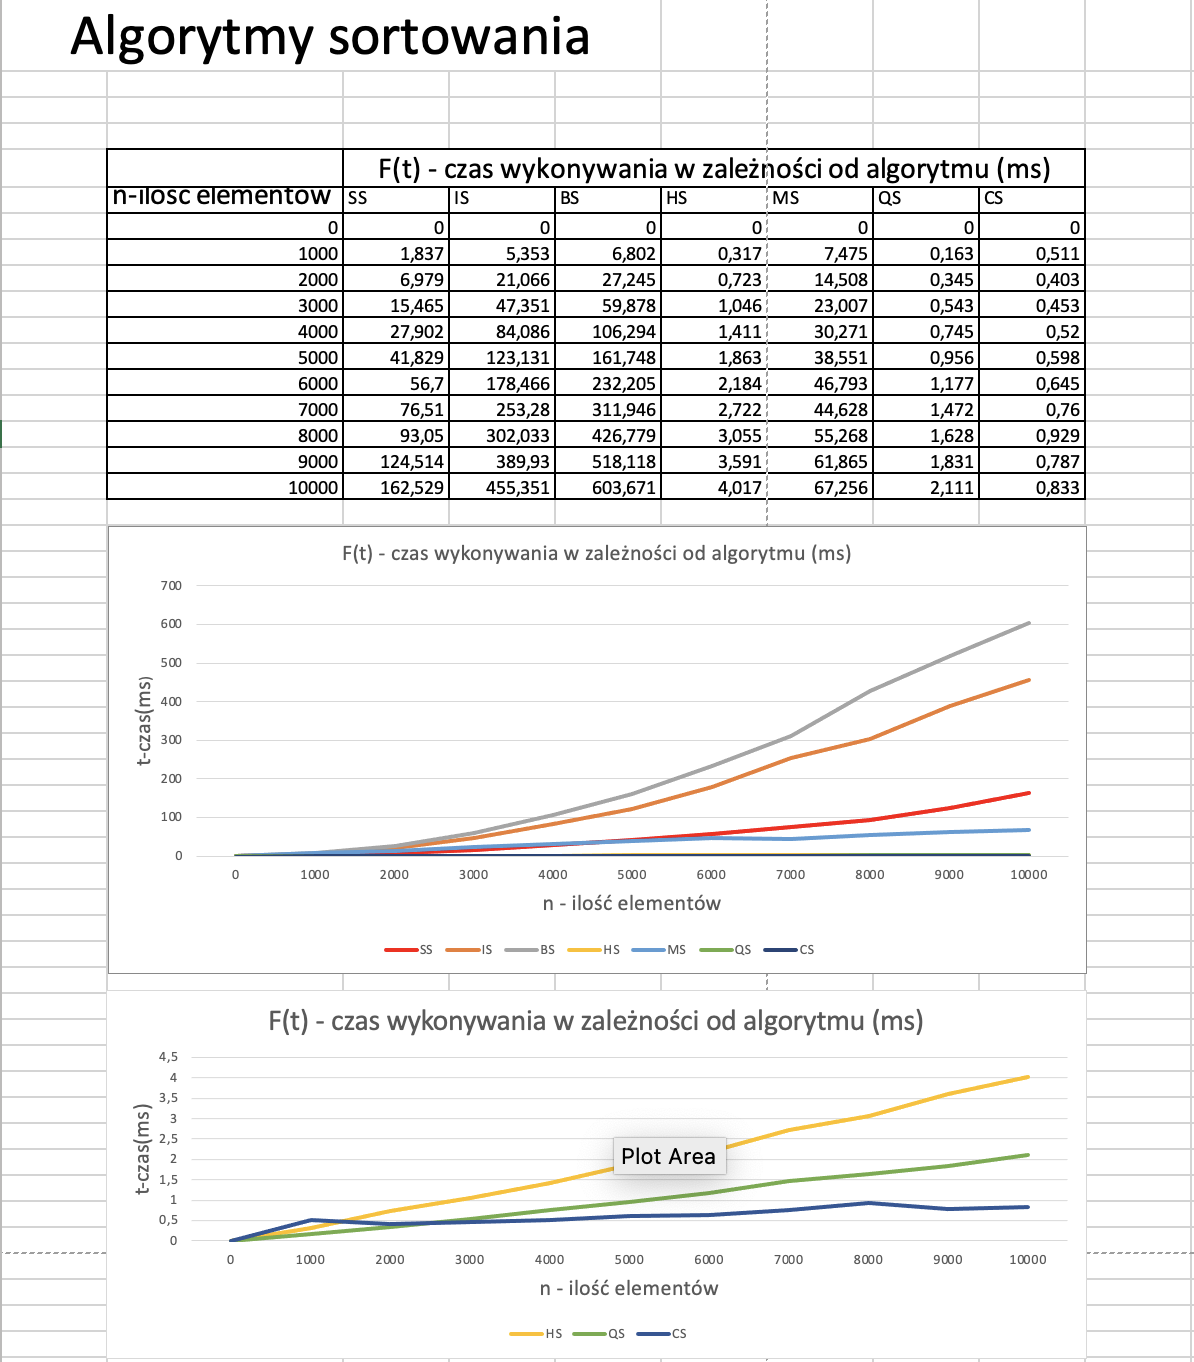 Algorytmy sortowania
F(t) - czas wykonywania w zależności od algorytmu (ms)
n-ilość elementów SS IS BS HS MS QS CS
0 0 0 0 0 0 0 0
1000 1,837 5,353 6,802 0,317 7,475 0,163 0,511
2000 6,979 21,066 27,245 0,723 14,508 0,345 0,403
3000 15,465 47,351 59,878 1,046 23,007 0,543 0,453
4000 27,902 84,086 106,294 1,411 30,271 0,745 0,52
5000 41,829 123,131 161,748 1,863 38,551 0,956 0,598
6000 56,7 178,466 232,205 2,184 46,793 1,177 0,645
7000 76,51 253,28 311,946 2,722 44,628 1,472 0,76
8000 93,05 302,033 426,779 3,055 55,268 1,628 0,929
9000 124,514 389,93 518,118 3,591 61,865 1,831 0,787
10000 162,529 455,351 603,671 4,017 67,256 2,111 0,833
F(t) - czas wykonywania w zależności od algorytmu (ms)
700
600
500
400
300
200
100
0
t-czas(ms)
0 1000 2000 3000 4000 5000 6000 7000 8000 9000 10000
n - ilość elementów
SS IS BS HS MS QS CS
F(t) - czas wykonywania w zależności od algorytmu (ms)
4,5
4
3,5
3
2,5
2
1,5
1
0,5
0
t-czas(ms)
Plot Area
0 1000 2000 3000 4000 5000 6000 7000 8000 9000 10000
n - ilość elementów
HS QS CS